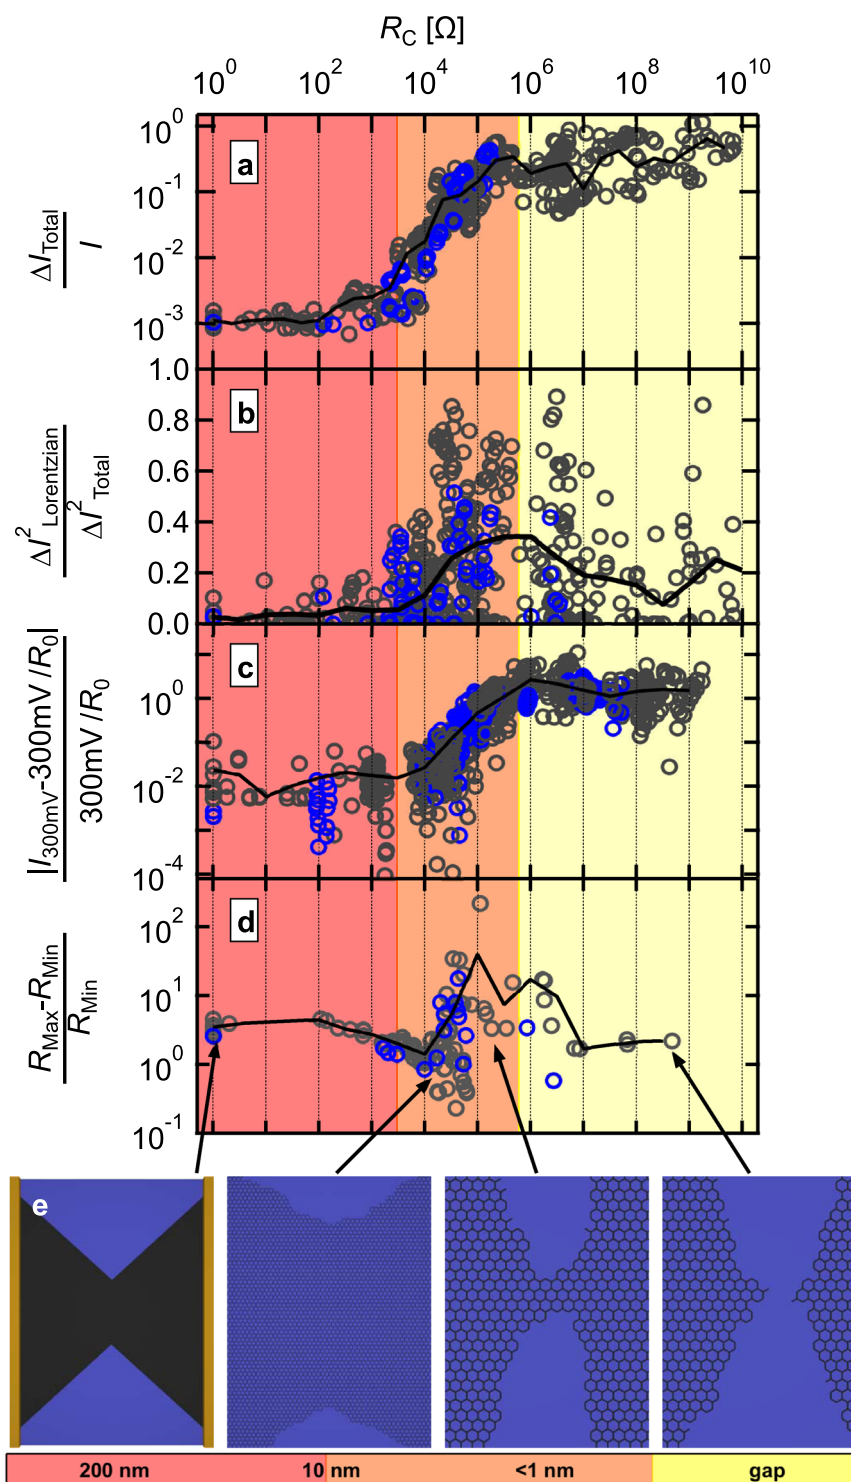 R_C [Ω]
10^0 10^2 10^4 10^6 10^8 10^10
a
10^0
10^-1
10^-2
10^-3
ΔI_Total
I
b
1.0
0.8
0.6
0.4
0.2
0.0
ΔI^2_Lorentzian
ΔI^2_Total
c
10^0
10^-2
10^-4
|I_300mV-300mV/R_0|
300mV/R_0
d
10^2
10^1
10^0
10^-1
R_Max-R_Min
R_Min
e
200 nm 10 nm <1 nm gap